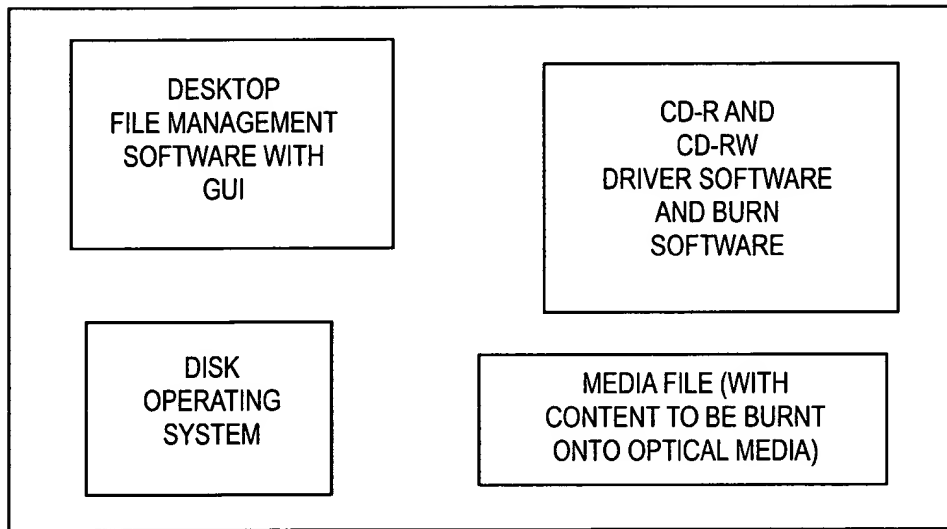 DESKTOP
FILE MANAGEMENT
SOFTWARE WITH
GUI
CD-R AND
CD-RW
DRIVER SOFTWARE
AND BURN
SOFTWARE
DISK
OPERATING
SYSTEM
MEDIA FILE (WITH
CONTENT TO BE BURNT
ONTO OPTICAL MEDIA)